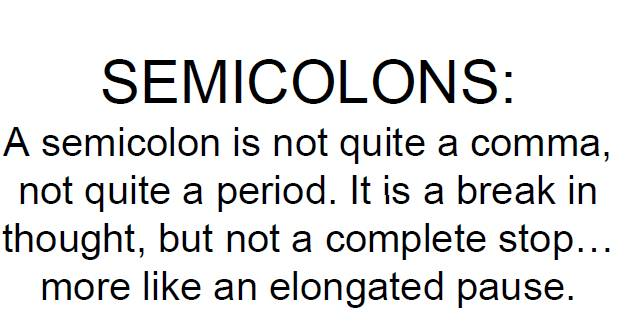 SEMICOLONS:
A semicolon is not quite a comma,
not quite a period. It is a break in
thought, but not a complete stop…
more like an elongated pause.